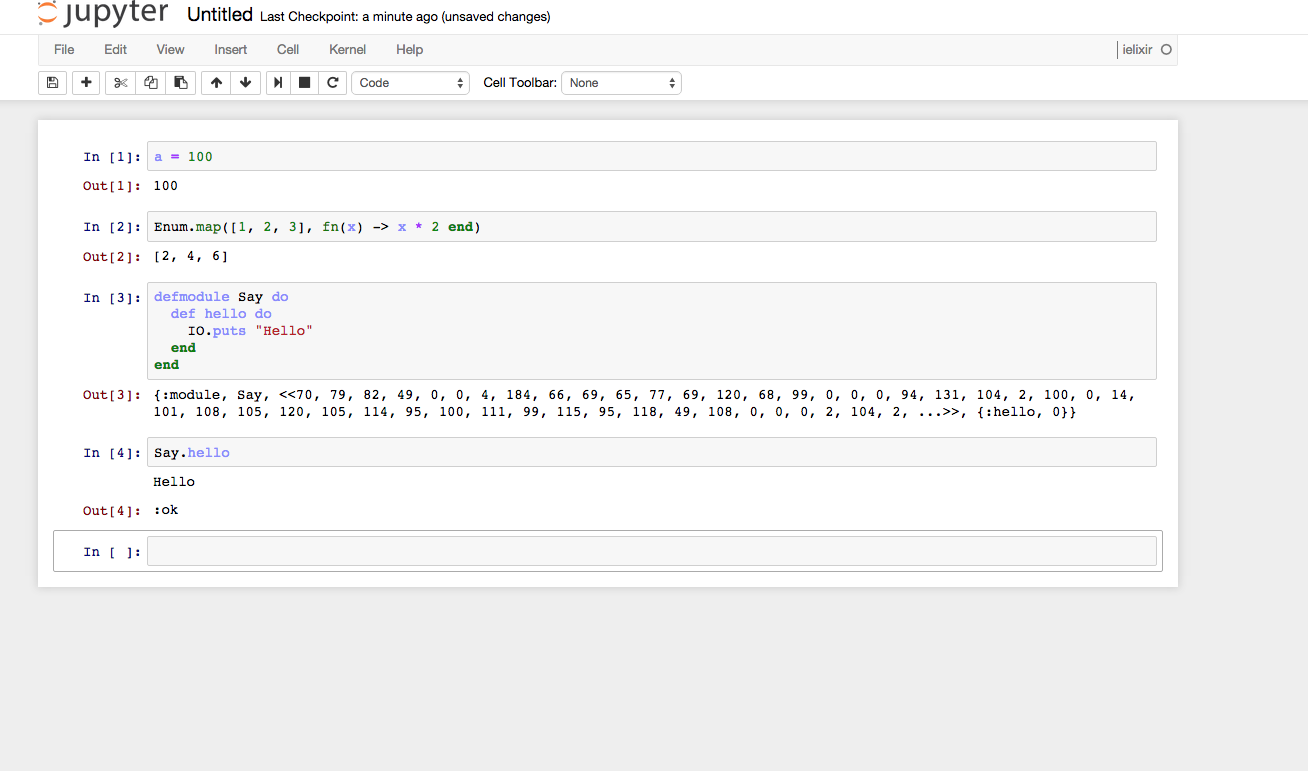 jupyter Untitled Last Checkpoint: a minute ago (unsaved changes)
File Edit View Insert Cell Kernel Help ielixir
Code Cell Toolbar: None
In [1]: a = 100
Out[1]: 100
In [2]: Enum.map([1, 2, 3], fn(x) -> x * 2 end)
Out[2]: [2, 4, 6]
In [3]: defmodule Say do
def hello do
IO.puts "Hello"
end
end
Out[3]: {:module, Say, <<70, 79, 82, 49, 0, 0, 4, 184, 66, 69, 65, 77, 69, 120, 68, 99, 0, 0, 0, 94, 131, 104, 2, 100, 0, 14,
101, 108, 105, 120, 105, 114, 95, 100, 111, 99, 115, 95, 118, 49, 108, 0, 0, 0, 2, 104, 2, ...>>, {:hello, 0}}
In [4]: Say.hello
Hello
Out[4]: :ok
In [ ]: